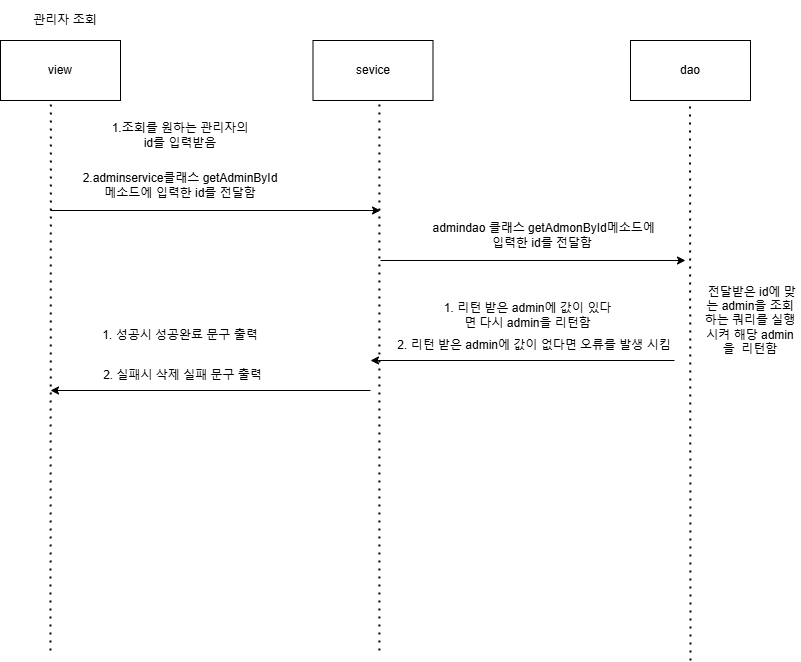 관리자 조회
view
sevice
dao
1.조회를 원하는 관리자의
id를 입력받음
2.adminservice클래스 getAdminById
메소드에 입력한 id를 전달함
admindao 클래스 getAdmonById메소드에
입력한 id를 전달함
전달받은 id에 맞
는 admin을 조회
하는 쿼리를 실행
시켜 해당 admin
을  리턴함
1. 리턴 받은 admin에 값이 있다
면 다시 admin을 리턴함
2. 리턴 받은 admin에 값이 없다면 오류를 발생 시킴
1. 성공시 성공완료 문구 출력
2. 실패시 삭제 실패 문구 출력